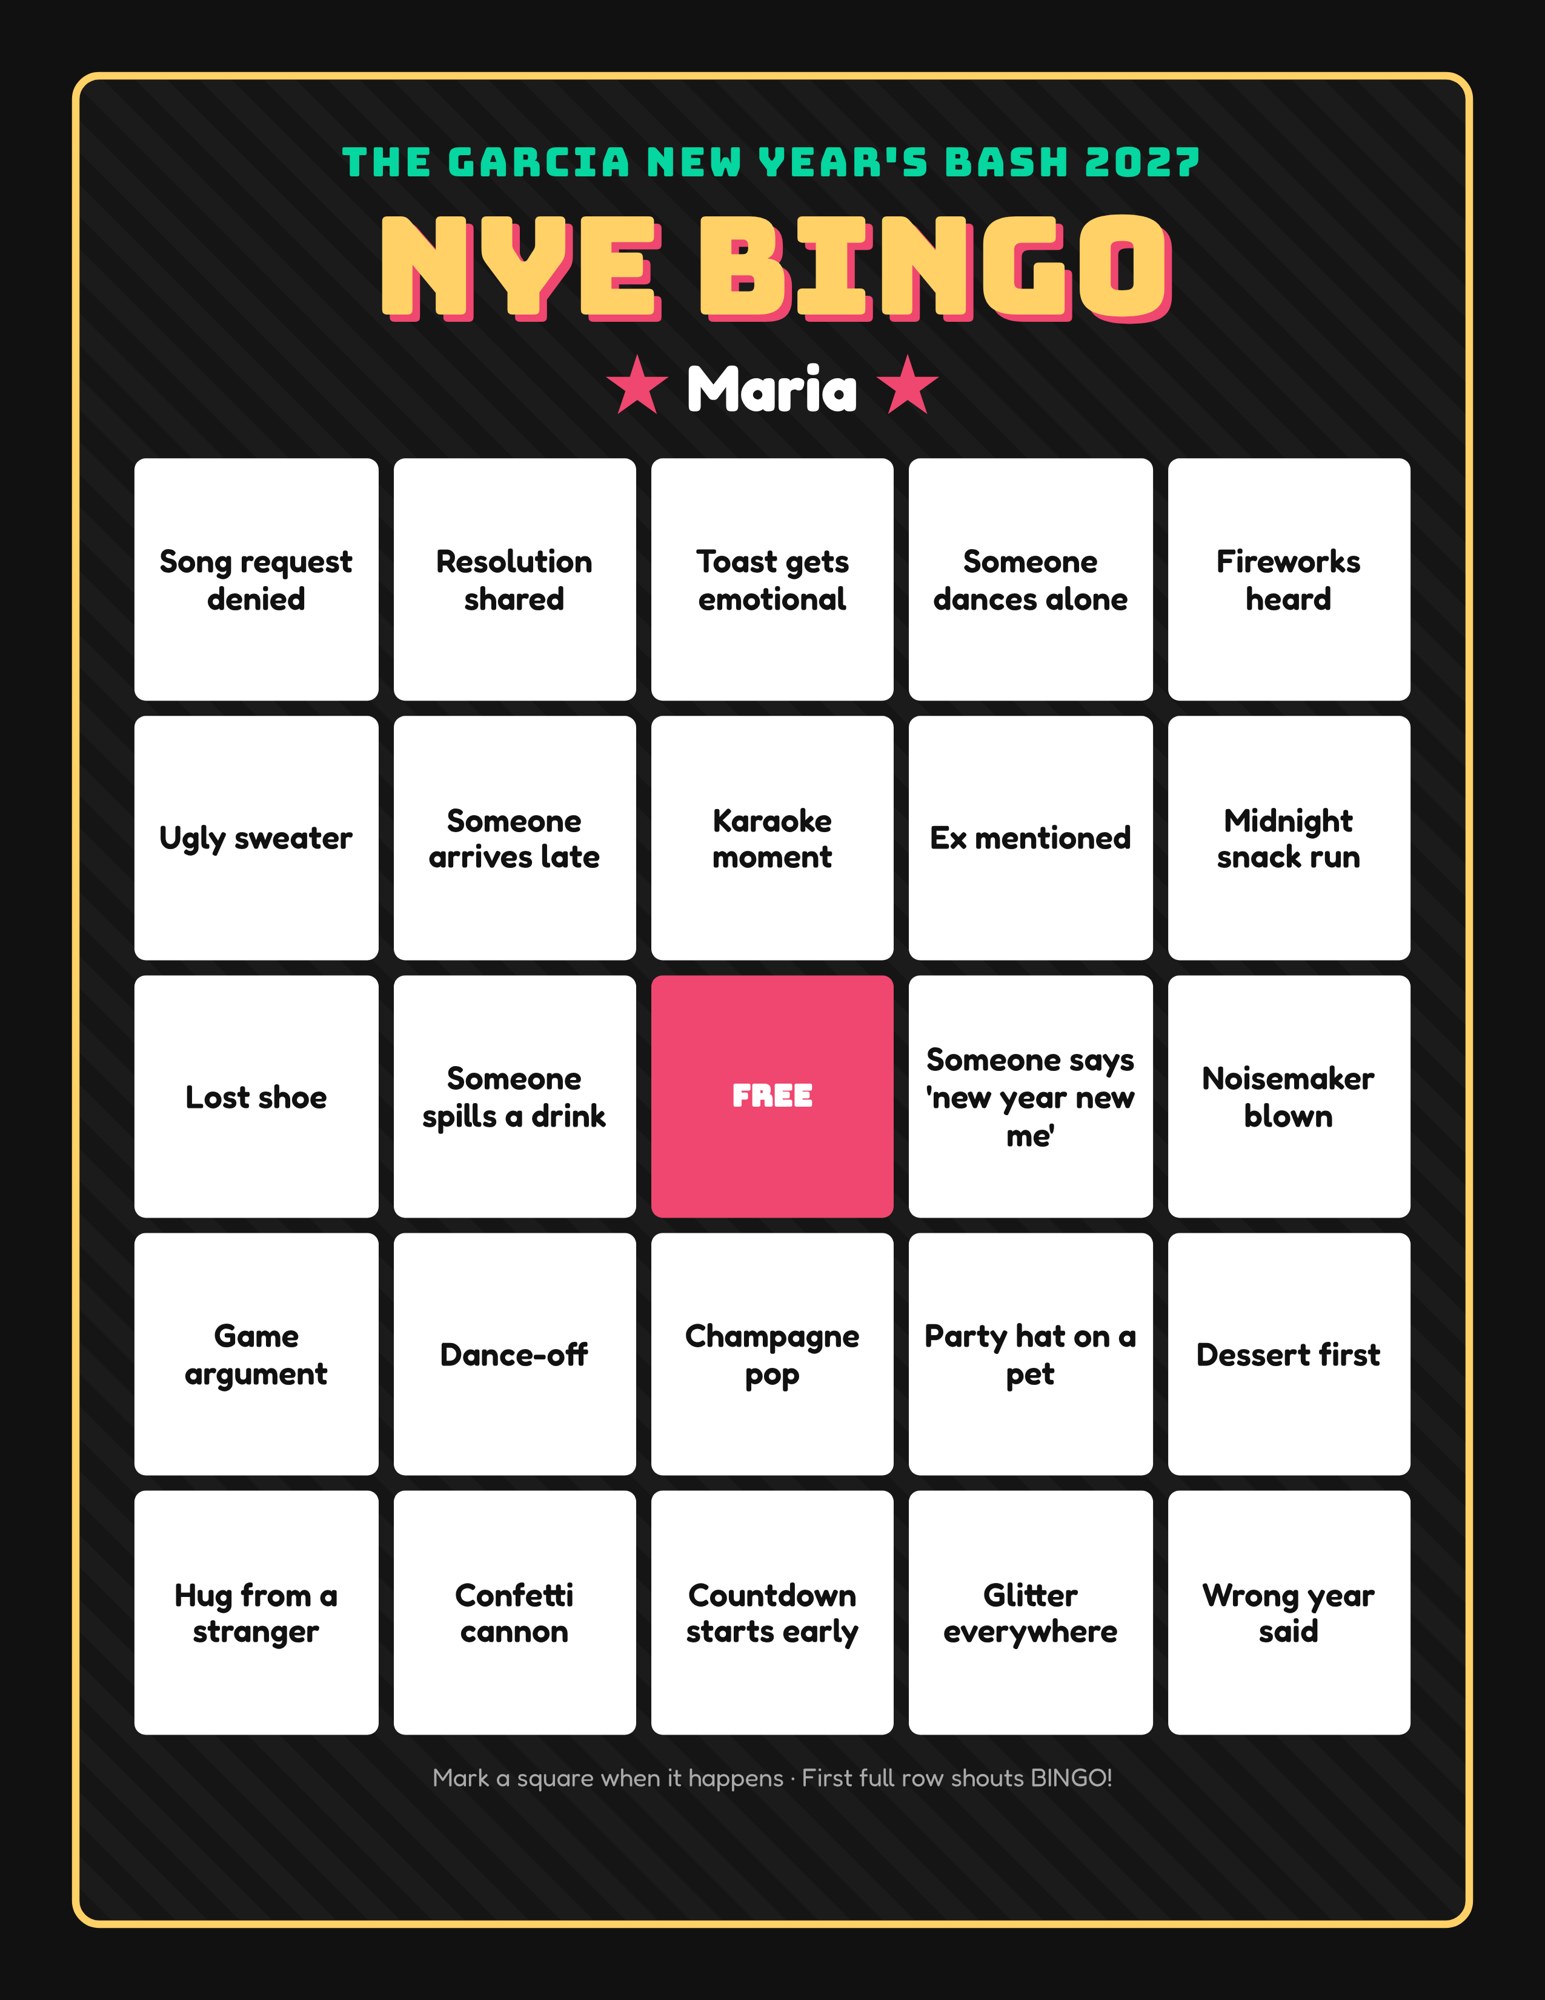 THE GARCIA NEW YEAR'S BASH 2027
NYE BINGO
★ Maria ★
Song request
denied
Resolution
shared
Toast gets
emotional
Someone
dances alone
Fireworks
heard
Ugly sweater
Someone
arrives late
Karaoke
moment
Ex mentioned
Midnight
snack run
Lost shoe
Someone
spills a drink
FREE
Someone says
'new year new
me'
Noisemaker
blown
Game
argument
Dance-off
Champagne
pop
Party hat on a
pet
Dessert first
Hug from a
stranger
Confetti
cannon
Countdown
starts early
Glitter
everywhere
Wrong year
said
Mark a square when it happens · First full row shouts BINGO!